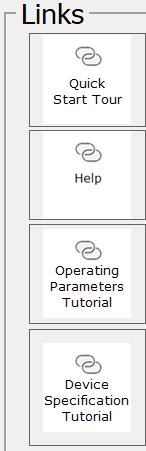 Links
Quick
Start Tour
Help
Operating
Parameters
Tutorial
Device
Specification
Tutorial